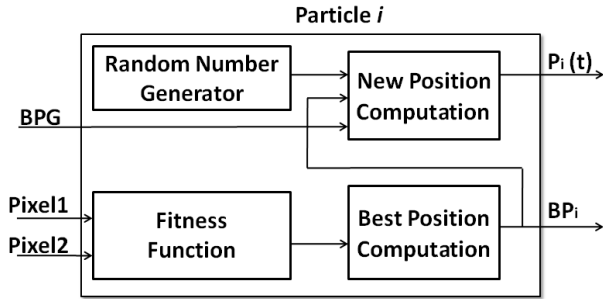 Particle i
Random Number
Generator
New Position
Computation
Pi (t)
BPG
Pixel1
Pixel2
Fitness
Function
Best Position
Computation
BPi